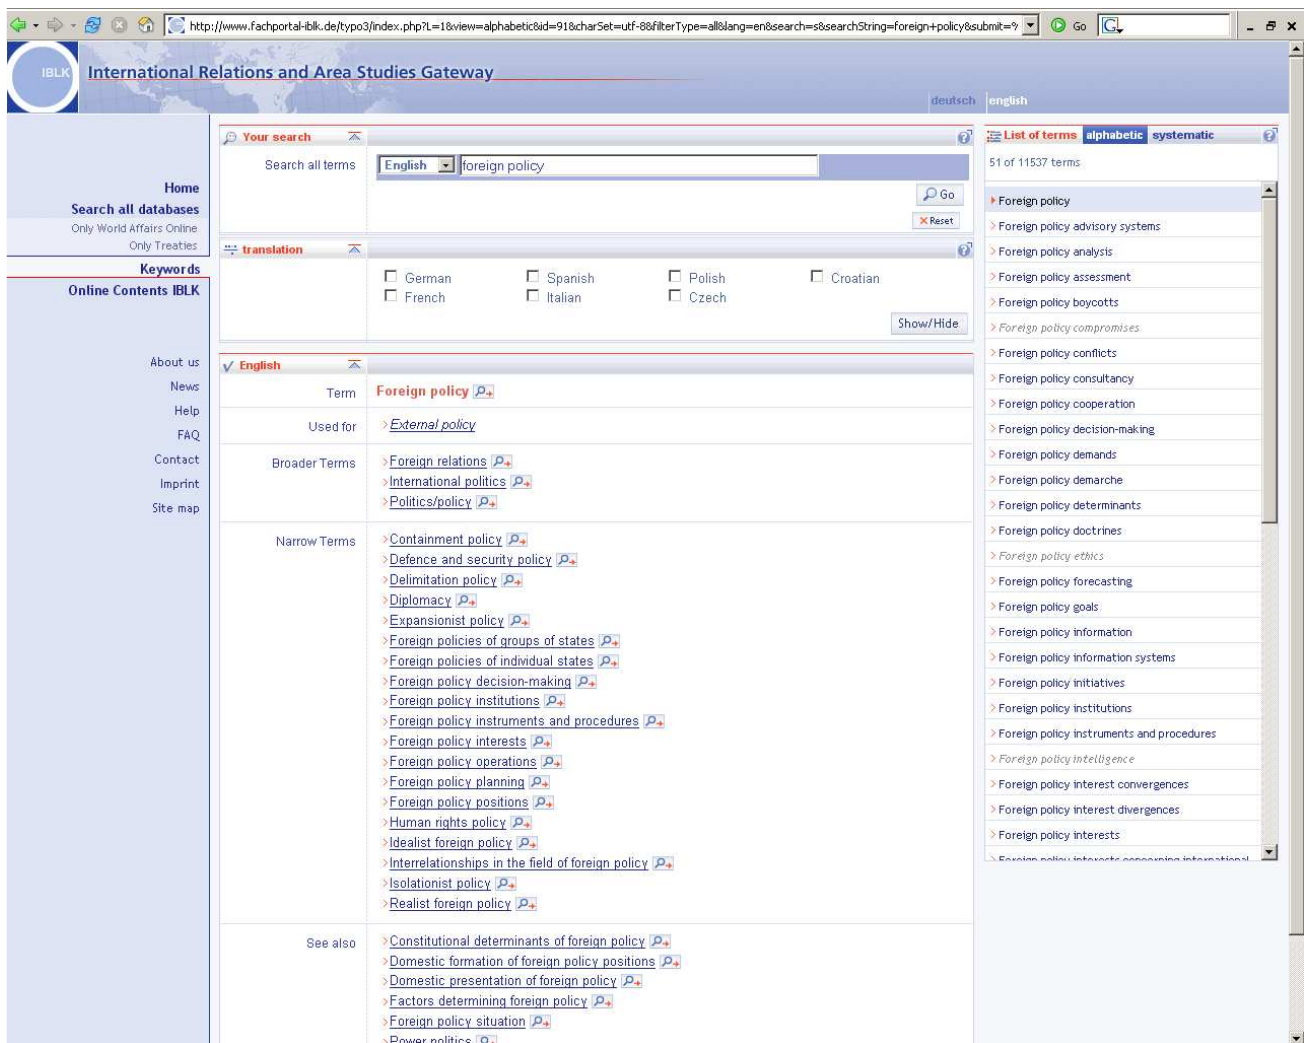 http://www.fachportal-iblk.de/typo3/index.php?L=1&view=alphabetic&id=91&charSet=utf-8&filterType=all&lang=en&search=s&searchString=foreign+policy&submit=% Go G
IBLK International Relations and Area Studies Gateway
deutsch english
Home
Search all databases
Only World Affairs Online
Only Treaties
Keywords
Online Contents IBLK
About us
News
Help
FAQ
Contact
Imprint
Site map
Your search
Search all terms English foreign policy
Go
Reset
translation
German Spanish Polish Croatian
French Italian Czech
Show/Hide
English
Term Foreign policy
Used for External policy
Broader Terms Foreign relations
International politics
Politics/policy
Narrow Terms Containment policy
Defence and security policy
Delimitation policy
Diplomacy
Expansionist policy
Foreign policies of groups of states
Foreign policies of individual states
Foreign policy decision-making
Foreign policy institutions
Foreign policy instruments and procedures
Foreign policy interests
Foreign policy operations
Foreign policy planning
Foreign policy positions
Human rights policy
Idealist foreign policy
Interrelationships in the field of foreign policy
Isolationist policy
Realist foreign policy
See also Constitutional determinants of foreign policy
Domestic formation of foreign policy positions
Domestic presentation of foreign policy
Factors determining foreign policy
Foreign policy situation
Power politics
List of terms alphabetic systematic
51 of 11537 terms
Foreign policy
Foreign policy advisory systems
Foreign policy analysis
Foreign policy assessment
Foreign policy boycotts
Foreign policy compromises
Foreign policy conflicts
Foreign policy consultancy
Foreign policy cooperation
Foreign policy decision-making
Foreign policy demands
Foreign policy demarche
Foreign policy determinants
Foreign policy doctrines
Foreign policy ethics
Foreign policy forecasting
Foreign policy goals
Foreign policy information
Foreign policy information systems
Foreign policy initiatives
Foreign policy institutions
Foreign policy instruments and procedures
Foreign policy intelligence
Foreign policy interest convergences
Foreign policy interest divergences
Foreign policy interests
Foreign policy interests concerning international